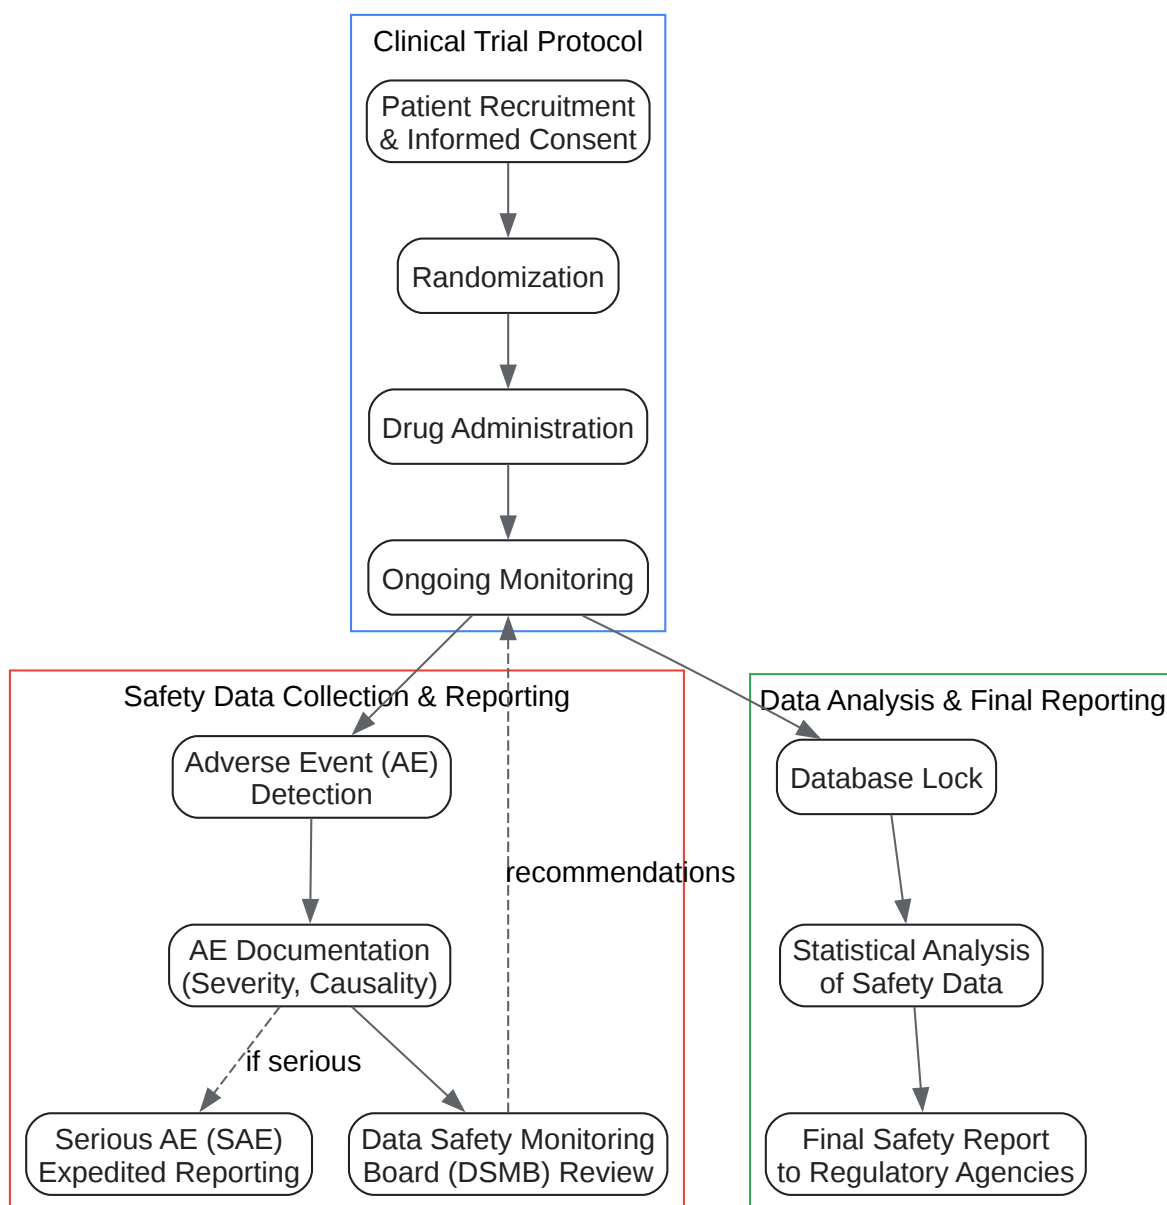 Clinical Trial Protocol
Patient Recruitment
& Informed Consent
Randomization
Drug Administration
Ongoing Monitoring
Safety Data Collection & Reporting
Adverse Event (AE)
Detection
recommendations
AE Documentation
(Severity, Causality)
if serious
Serious AE (SAE)
Expedited Reporting
Data Safety Monitoring
Board (DSMB) Review
Data Analysis & Final Reporting
Database Lock
Statistical Analysis
of Safety Data
Final Safety Report
to Regulatory Agencies